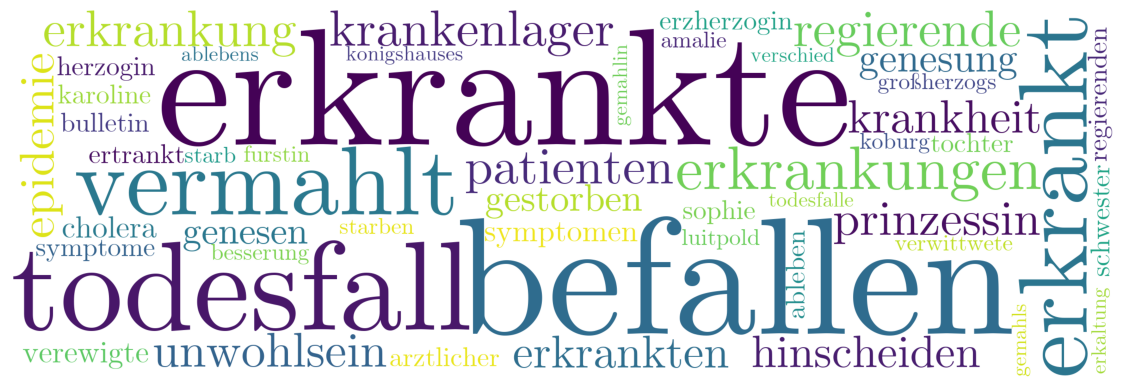 erkrankung
krankenlager
erzherzogin
regierende
ablebens
konigshauses
amalie
verschied
genesung
herzogin
großherzogs
karoline
erkrankte
gemahlin
bulletin
krankheit
epidemie
erkrankt
regierenden
ertrankt
starb
furstin
koburg
tochter
vermahlt
patienten
erkrankungen
gestorben
todesfalle
sophie
prinzessin
cholera
genesen
starben
symptomen
luitpold
verwittwete
schwester
symptome
besserung
ableben
todesfall
befallen
verewigte
unwohlsein
arztlicher
erkrankten
hinscheiden
gemahls
erkaltung